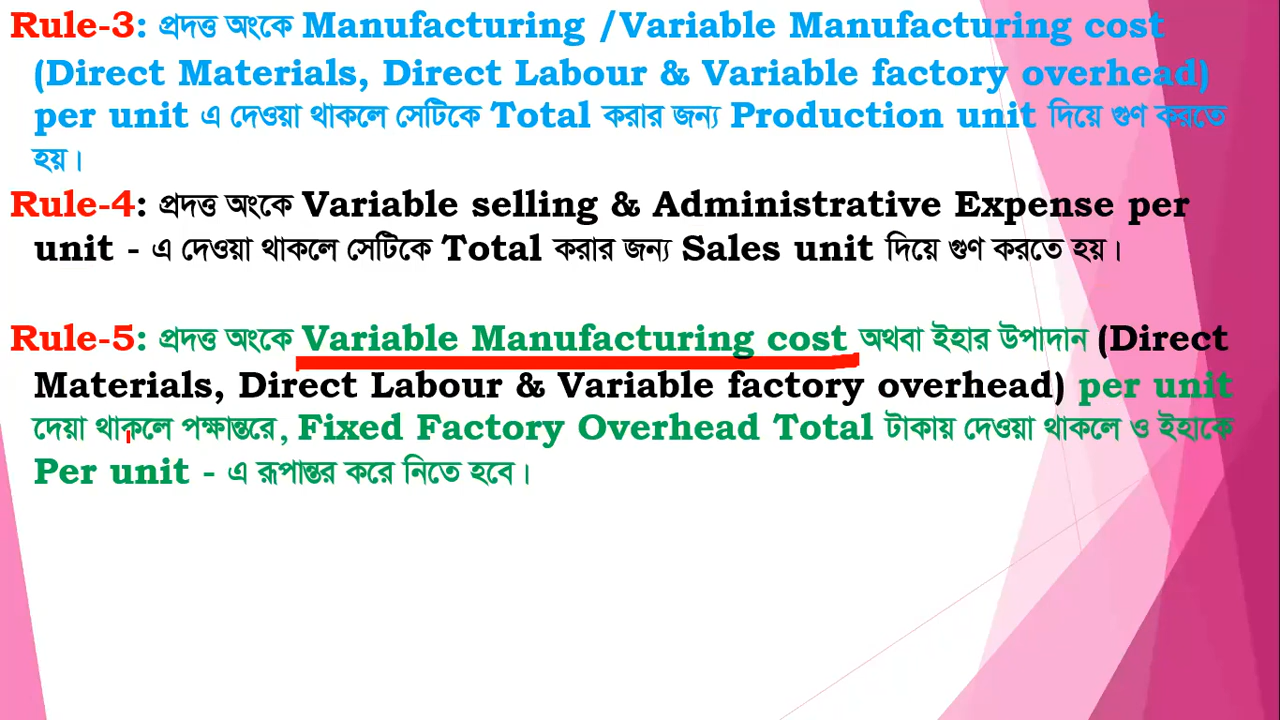 Rule-3: প্রদত্ত অংকে Manufacturing /Variable Manufacturing cost
(Direct Materials, Direct Labour & Variable factory overhead)
per unit এ দেওয়া থাকলে সেটিকে Total করার জন্য Production unit দিয়ে গুণ করতে
হয়।
Rule-4: প্রদত্ত অংকে Variable selling & Administrative Expense per
unit - এ দেওয়া থাকলে সেটিকে Total করার জন্য Sales unit দিয়ে গুণ করতে হয়।
Rule-5: প্রদত্ত অংকে Variable Manufacturing cost অথবা ইহার উপাদান (Direct
Materials, Direct Labour & Variable factory overhead) per unit
দেয়া থাকলে পক্ষান্তরে, Fixed Factory Overhead Total টাকায় দেওয়া থাকলে ও ইহাকে
Per unit - এ রূপান্তর করে নিতে হবে।